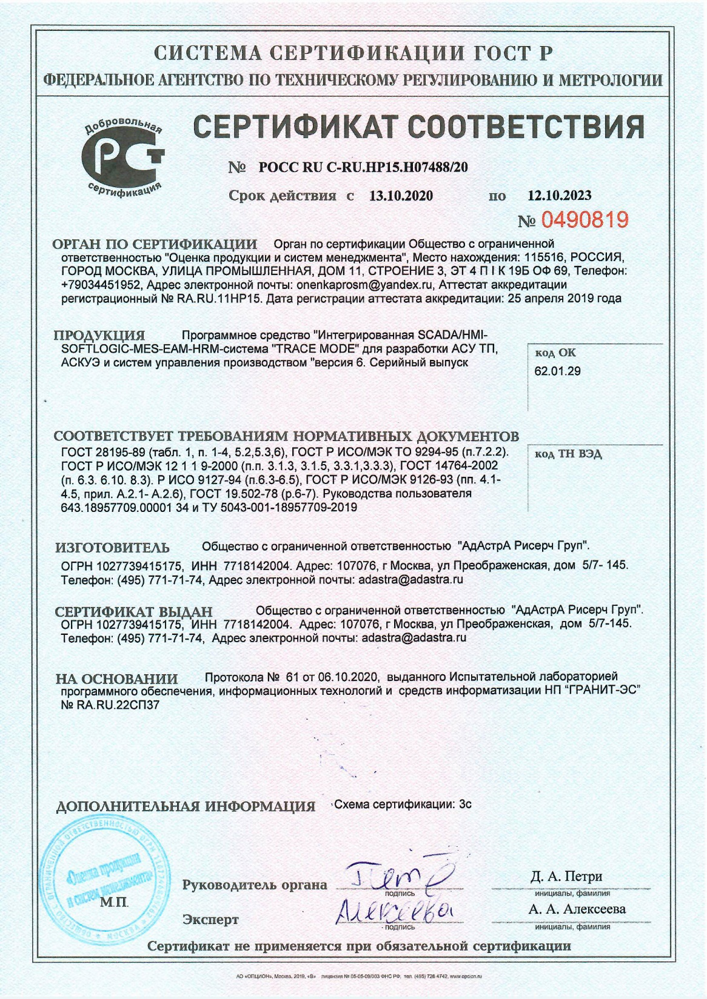 СИСТЕМА СЕРТИФИКАЦИИ ГОСТ Р
ФЕДЕРАЛЬНОЕ АГЕНТСТВО ПО ТЕХНИЧЕСКОМУ РЕГУЛИРОВАНИЮ И МЕТРОЛОГИИ
Добровольная
РСТ
сертификация
СЕРТИФИКАТ СООТВЕТСТВИЯ
№ РОСС RU C-RU.НР15.Н07488/20
Срок действия с 13.10.2020 по 12.10.2023
№ 0490819
ОРГАН ПО СЕРТИФИКАЦИИ Орган по сертификации Общество с ограниченной
ответственностью "Оценка продукции и систем менеджмента", Место нахождения: 115516, РОССИЯ,
ГОРОД МОСКВА, УЛИЦА ПРОМЫШЛЕННАЯ, ДОМ 11, СТРОЕНИЕ 3, ЭТ 4 П I К 19Б ОФ 69, Телефон:
+79034451952, Адрес электронной почты: onenkaprosm@yandex.ru, Аттестат аккредитации
регистрационный № RA.RU.11НР15. Дата регистрации аттестата аккредитации: 25 апреля 2019 года
ПРОДУКЦИЯ Программное средство "Интегрированная SCADA/HMI-
SOFTLOGIC-MES-EAM-HRM-система "TRACE MODE" для разработки АСУ ТП,
АСКУЭ и систем управления производством "версия 6. Серийный выпуск
код ОК
62.01.29
СООТВЕТСТВУЕТ ТРЕБОВАНИЯМ НОРМАТИВНЫХ ДОКУМЕНТОВ
ГОСТ 28195-89 (табл. 1, п. 1-4, 5.2,5.3,6), ГОСТ Р ИСО/МЭК ТО 9294-95 (п.7.2.2).
ГОСТ Р ИСО/МЭК 12 1 1 9-2000 (п.п. 3.1.3, 3.1.5, 3.3.1,3.3.3), ГОСТ 14764-2002
(п. 6.3. 6.10. 8.3). Р ИСО 9127-94 (п.6.3-6.5), ГОСТ Р ИСО/МЭК 9126-93 (пп. 4.1-
4.5, прил. А.2.1- А.2.6), ГОСТ 19.502-78 (р.6-7). Руководства пользователя
643.18957709.00001 34 и ТУ 5043-001-18957709-2019
код ТН ВЭД
ИЗГОТОВИТЕЛЬ Общество с ограниченной ответственностью "АдАстрА Рисерч Груп".
ОГРН 1027739415175, ИНН 7718142004. Адрес: 107076, г Москва, ул Преображенская, дом 5/7- 145.
Телефон: (495) 771-71-74, Адрес электронной почты: adastra@adastra.ru
СЕРТИФИКАТ ВЫДАН Общество с ограниченной ответственностью "АдАстрА Рисерч Груп".
ОГРН 1027739415175, ИНН 7718142004. Адрес: 107076, г Москва, ул Преображенская, дом 5/7-145.
Телефон: (495) 771-71-74, Адрес электронной почты: adastra@adastra.ru
НА ОСНОВАНИИ Протокола № 61 от 06.10.2020, выданного Испытательной лабораторией
программного обеспечения, информационных технологий и средств информатизации НП “ГРАНИТ-ЭС”
№ RA.RU.22СП37
ДОПОЛНИТЕЛЬНАЯ ИНФОРМАЦИЯ Схема сертификации: 3с
«Оценка продукции
и систем менеджмента»
МОСКВА
М.П.
Руководитель органа
подпись
Д. А. Петри
инициалы, фамилия
Эксперт
Алексеева
подпись
А. А. Алексеева
инициалы, фамилия
Сертификат не применяется при обязательной сертификации
АО «ОПЦИОН», Москва, 2019, «В» лицензия № 05-05-09/003 ФНС РФ, тел. (495) 726 4742, www.opcion.ru